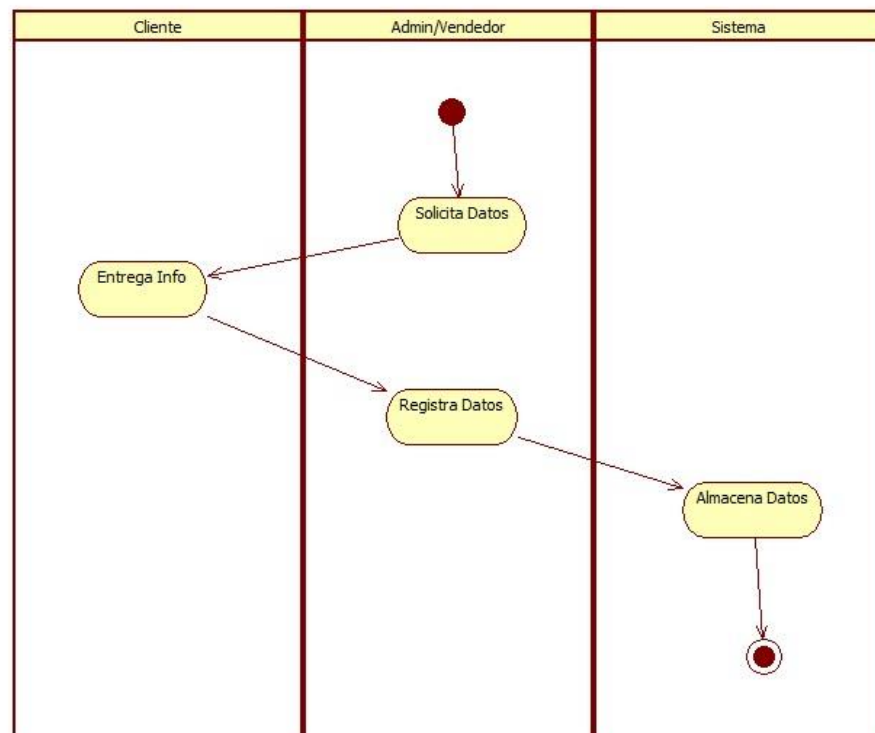 Cliente
Admin/Vendedor
Sistema
Solicita Datos
Entrega Info
Registra Datos
Almacena Datos